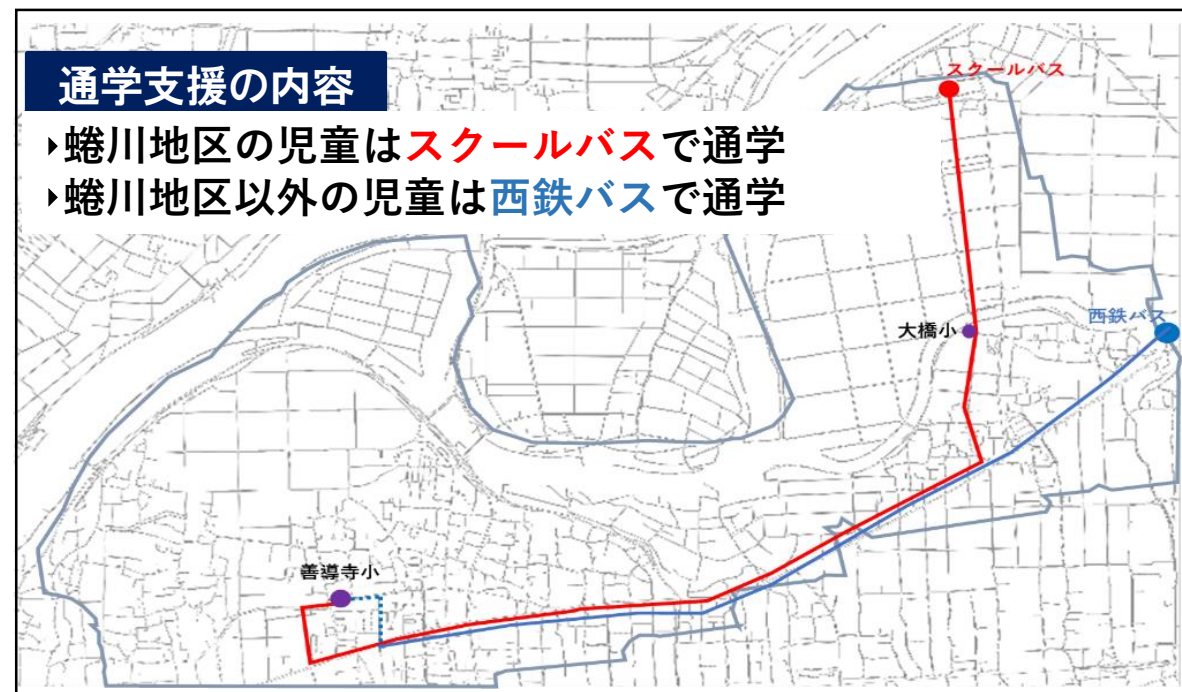 通学支援の内容
スクールバス
‣蜷川地区の児童はスクールバスで通学
‣蜷川地区以外の児童は西鉄バスで通学
西鉄バス
大橋小
善導寺小